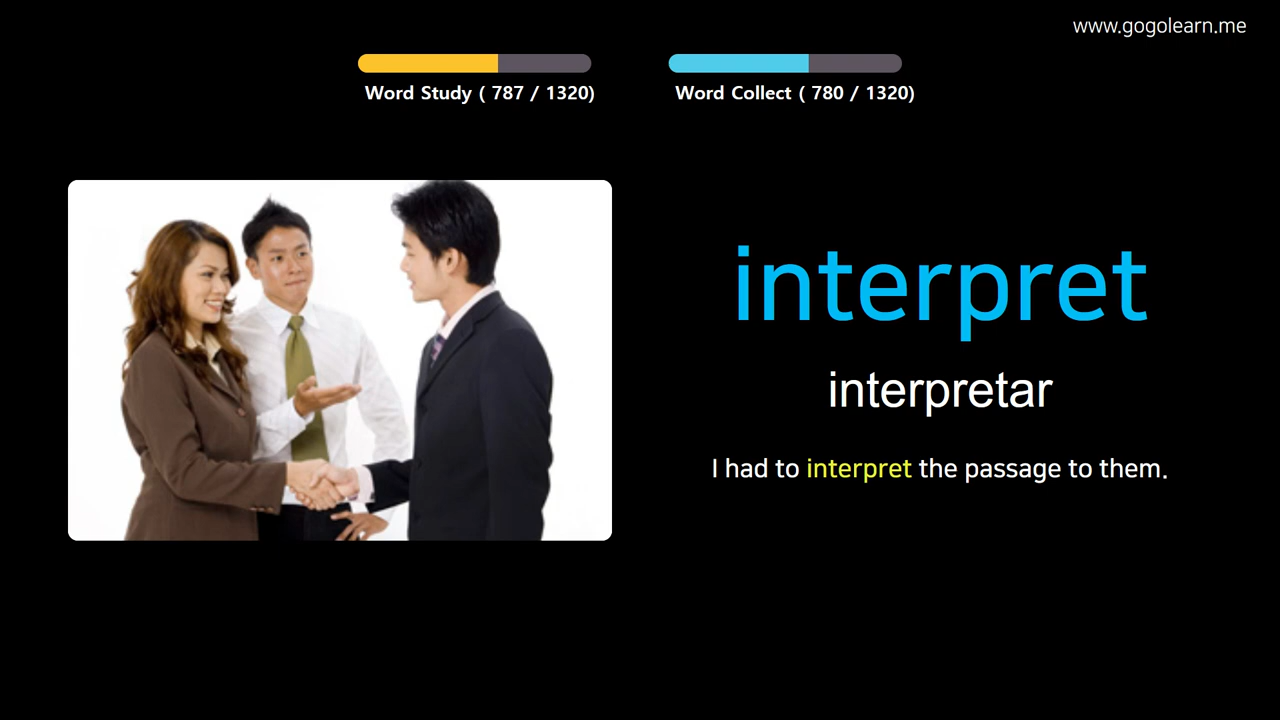 www.gogolearn.me
Word Study ( 787 / 1320)
Word Collect ( 780 / 1320)
interpret
interpretar
I had to interpret the passage to them.